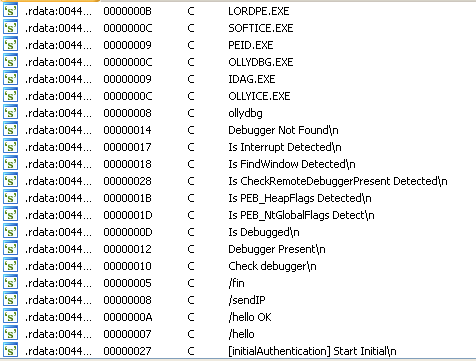 's' .rdata:0044... 0000000B C LORDPE.EXE
's' .rdata:0044... 0000000C C SOFTICE.EXE
's' .rdata:0044... 00000009 C PEID.EXE
's' .rdata:0044... 0000000C C OLLYDBG.EXE
's' .rdata:0044... 00000009 C IDAG.EXE
's' .rdata:0044... 0000000C C OLLYICE.EXE
's' .rdata:0044... 00000008 C ollydbg
's' .rdata:0044... 00000014 C Debugger Not Found\n
's' .rdata:0044... 00000017 C Is Interrupt Detected\n
's' .rdata:0044... 00000018 C Is FindWindow Detected\n
's' .rdata:0044... 00000028 C Is CheckRemoteDebuggerPresent Detected\n
's' .rdata:0044... 0000001B C Is PEB_HeapFlags Detected\n
's' .rdata:0044... 0000001D C Is PEB_NtGlobalFlags Detect\n
's' .rdata:0044... 0000000D C Is Debugged\n
's' .rdata:0044... 00000012 C Debugger Present\n
's' .rdata:0044... 00000010 C Check debugger\n
's' .rdata:0044... 00000005 C /fin
's' .rdata:0044... 00000008 C /sendIP
's' .rdata:0044... 0000000A C /hello OK
's' .rdata:0044... 00000007 C /hello
's' .rdata:0044... 00000027 C [initialAuthentication] Start Initial\n